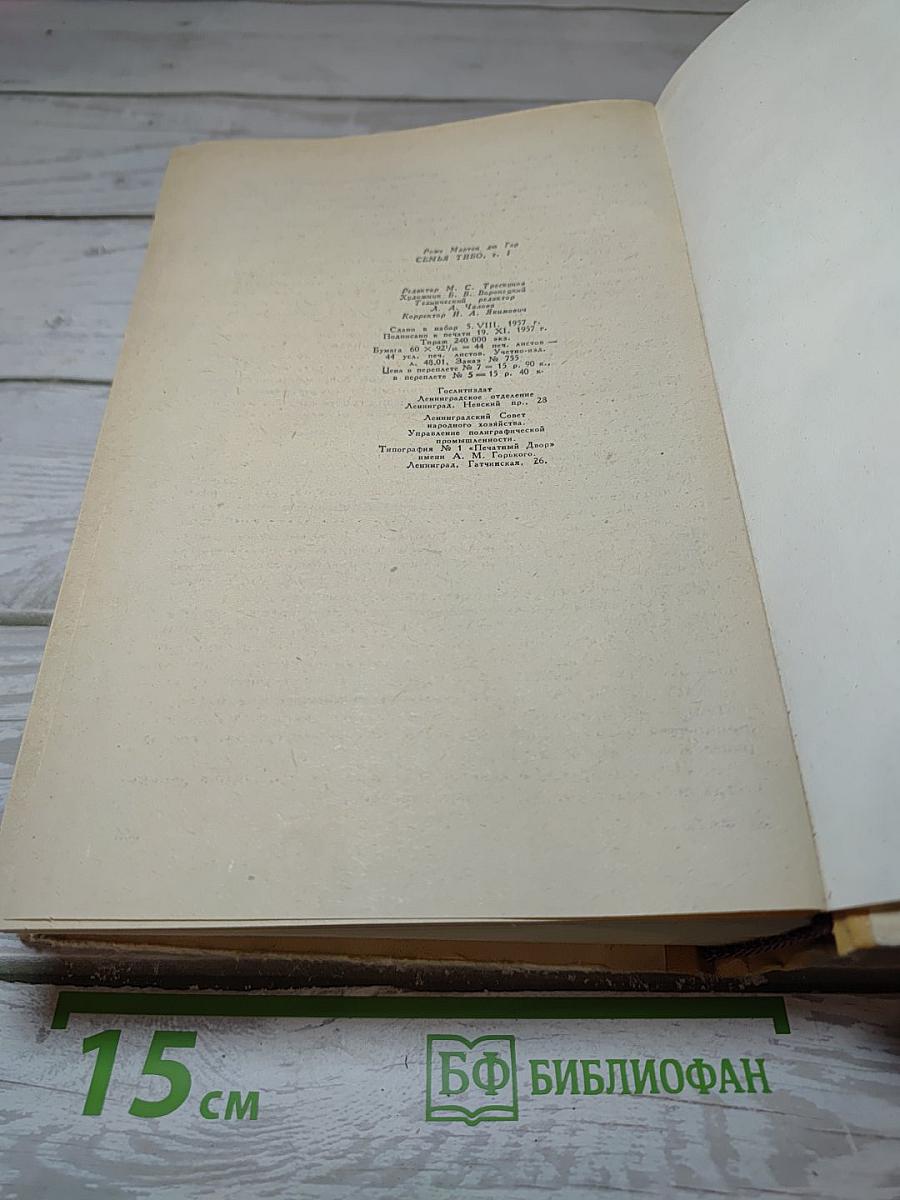 Роже Мартен дю Гар
СЕМЬЯ ТИБО, т. 1
Редактор М. С. Трескунов
Художник Б. В. Воронецкий
Технический редактор
Л. А. Чалова
Корректор Н. А. Якимович
Сдано в набор 5. VIII. 1957 г.
Подписано к печати 19. XI. 1957 г.
Тираж 240 000 экз.
Бумага 60 × 92¹/₁₆ = 44 печ. листов —
44 усл. печ. листов. Учетно-изд.
л. 48,01. Заказ № 755
Цена в переплете № 7 = 15 р. 90 к.,
в переплете № 5 = 15 р. 40 к.
Гослитиздат
Ленинградское отделение
Ленинград, Невский пр., 28
Ленинградский Совет
народного хозяйства.
Управление полиграфической
промышленности.
Типография № 1 «Печатный Двор»
имени А. М. Горького.
Ленинград, Гатчинская, 26.
15 см
БФ БИБЛИОФАН